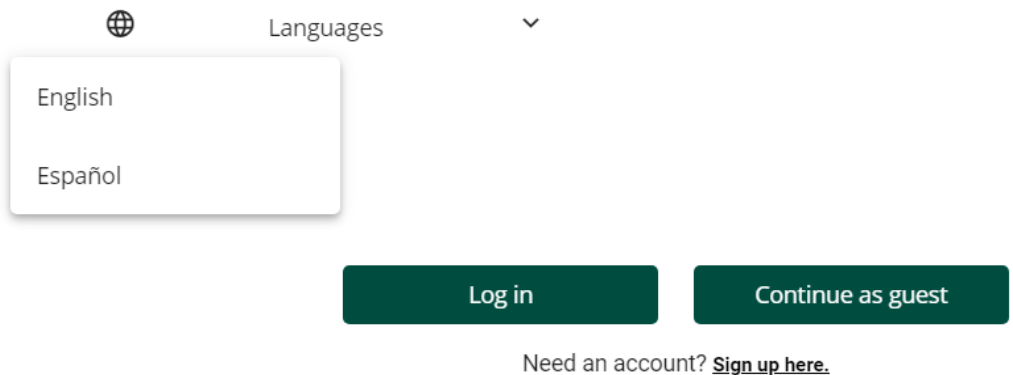 Languages
English
Español
Log in
Continue as guest
Need an account? Sign up here.